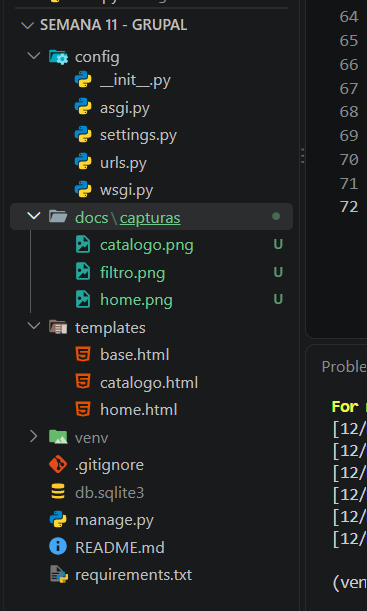 SEMANA 11 - GRUPAL
config
__init__.py
asgi.py
settings.py
urls.py
wsgi.py
docs\capturas
catalogo.png U
filtro.png U
home.png U
templates
base.html
catalogo.html
home.html
venv
.gitignore
db.sqlite3
manage.py
README.md
requirements.txt
64
65
66
67
68
69
70
71
72
Proble
For
[12/
[12/
[12/
[12/
[12/
[12/
(ven